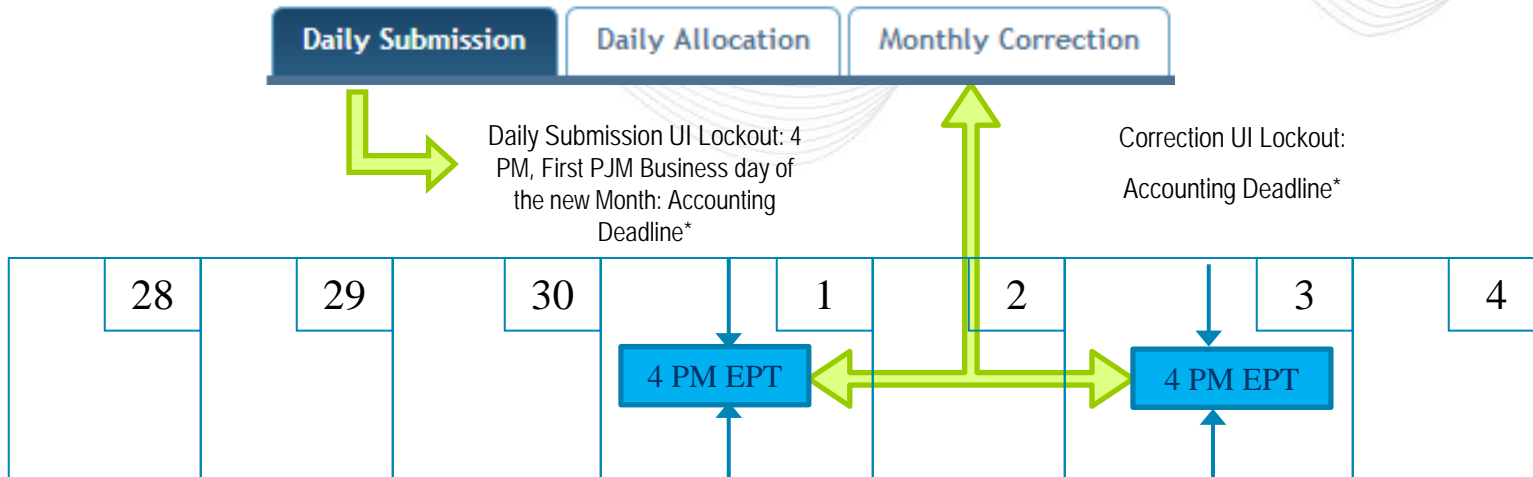 Daily Submission Daily Allocation Monthly Correction
Daily Submission UI Lockout: 4
PM, First PJM Business day of
the new Month: Accounting
Deadline*
Correction UI Lockout:
Accounting Deadline*
28 29 30 1 2 3 4
4 PM EPT 4 PM EPT